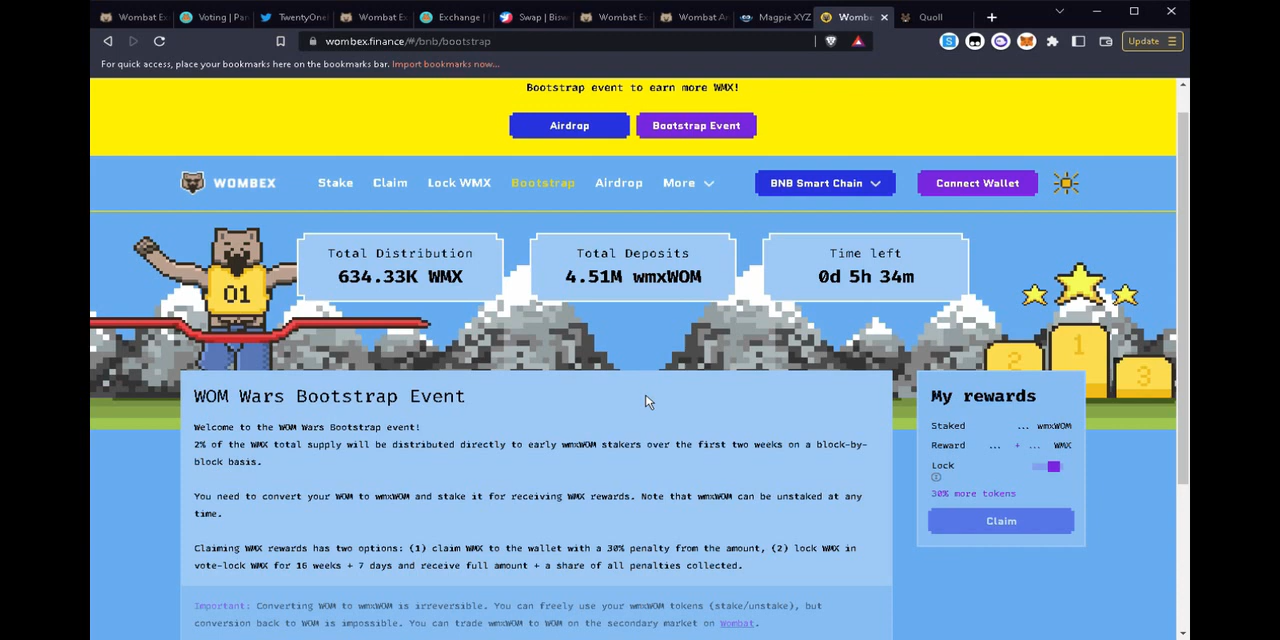 Wombat Ex
Voting | Pan
TwentyOne
Wombat Ex
Exchange |
Swap | Bisw
Wombat Ex
Wombat Ar
Magpie XYZ
Wombe
Quoll
wombex.finance/#/bnb/bootstrap
Update
For quick access, place your bookmarks here on the bookmarks bar. Import bookmarks now...
Bootstrap event to earn more WMX!
Airdrop
Bootstrap Event
WOMBEX
Stake
Claim
Lock WMX
Bootstrap
Airdrop
More
BNB Smart Chain
Connect Wallet
Total Distribution
634.33K WMX
Total Deposits
4.51M wmxWOM
Time left
0d 5h 34m
01
2
1
3
WOM Wars Bootstrap Event
Welcome to the WOM Wars Bootstrap event!
2% of the WMX total supply will be distributed directly to early wmxWOM stakers over the first two weeks on a block-by-
block basis.
You need to convert your WOM to wmxWOM and stake it for receiving WMX rewards. Note that wmxWOM can be unstaked at any
time.
Claiming WMX rewards has two options: (1) claim WMX to the wallet with a 30% penalty from the amount, (2) lock WMX in
vote-lock WMX for 16 weeks + 7 days and receive full amount + a share of all penalties collected.
Important: Converting WOM to wmxWOM is irreversible. You can freely use your wmxWOM tokens (stake/unstake), but
conversion back to WOM is impossible. You can trade wmxWOM to WOM on the secondary market on Wombat.
My rewards
Staked ... wmxWOM
Reward ... + ... WMX
Lock
30% more tokens
Claim